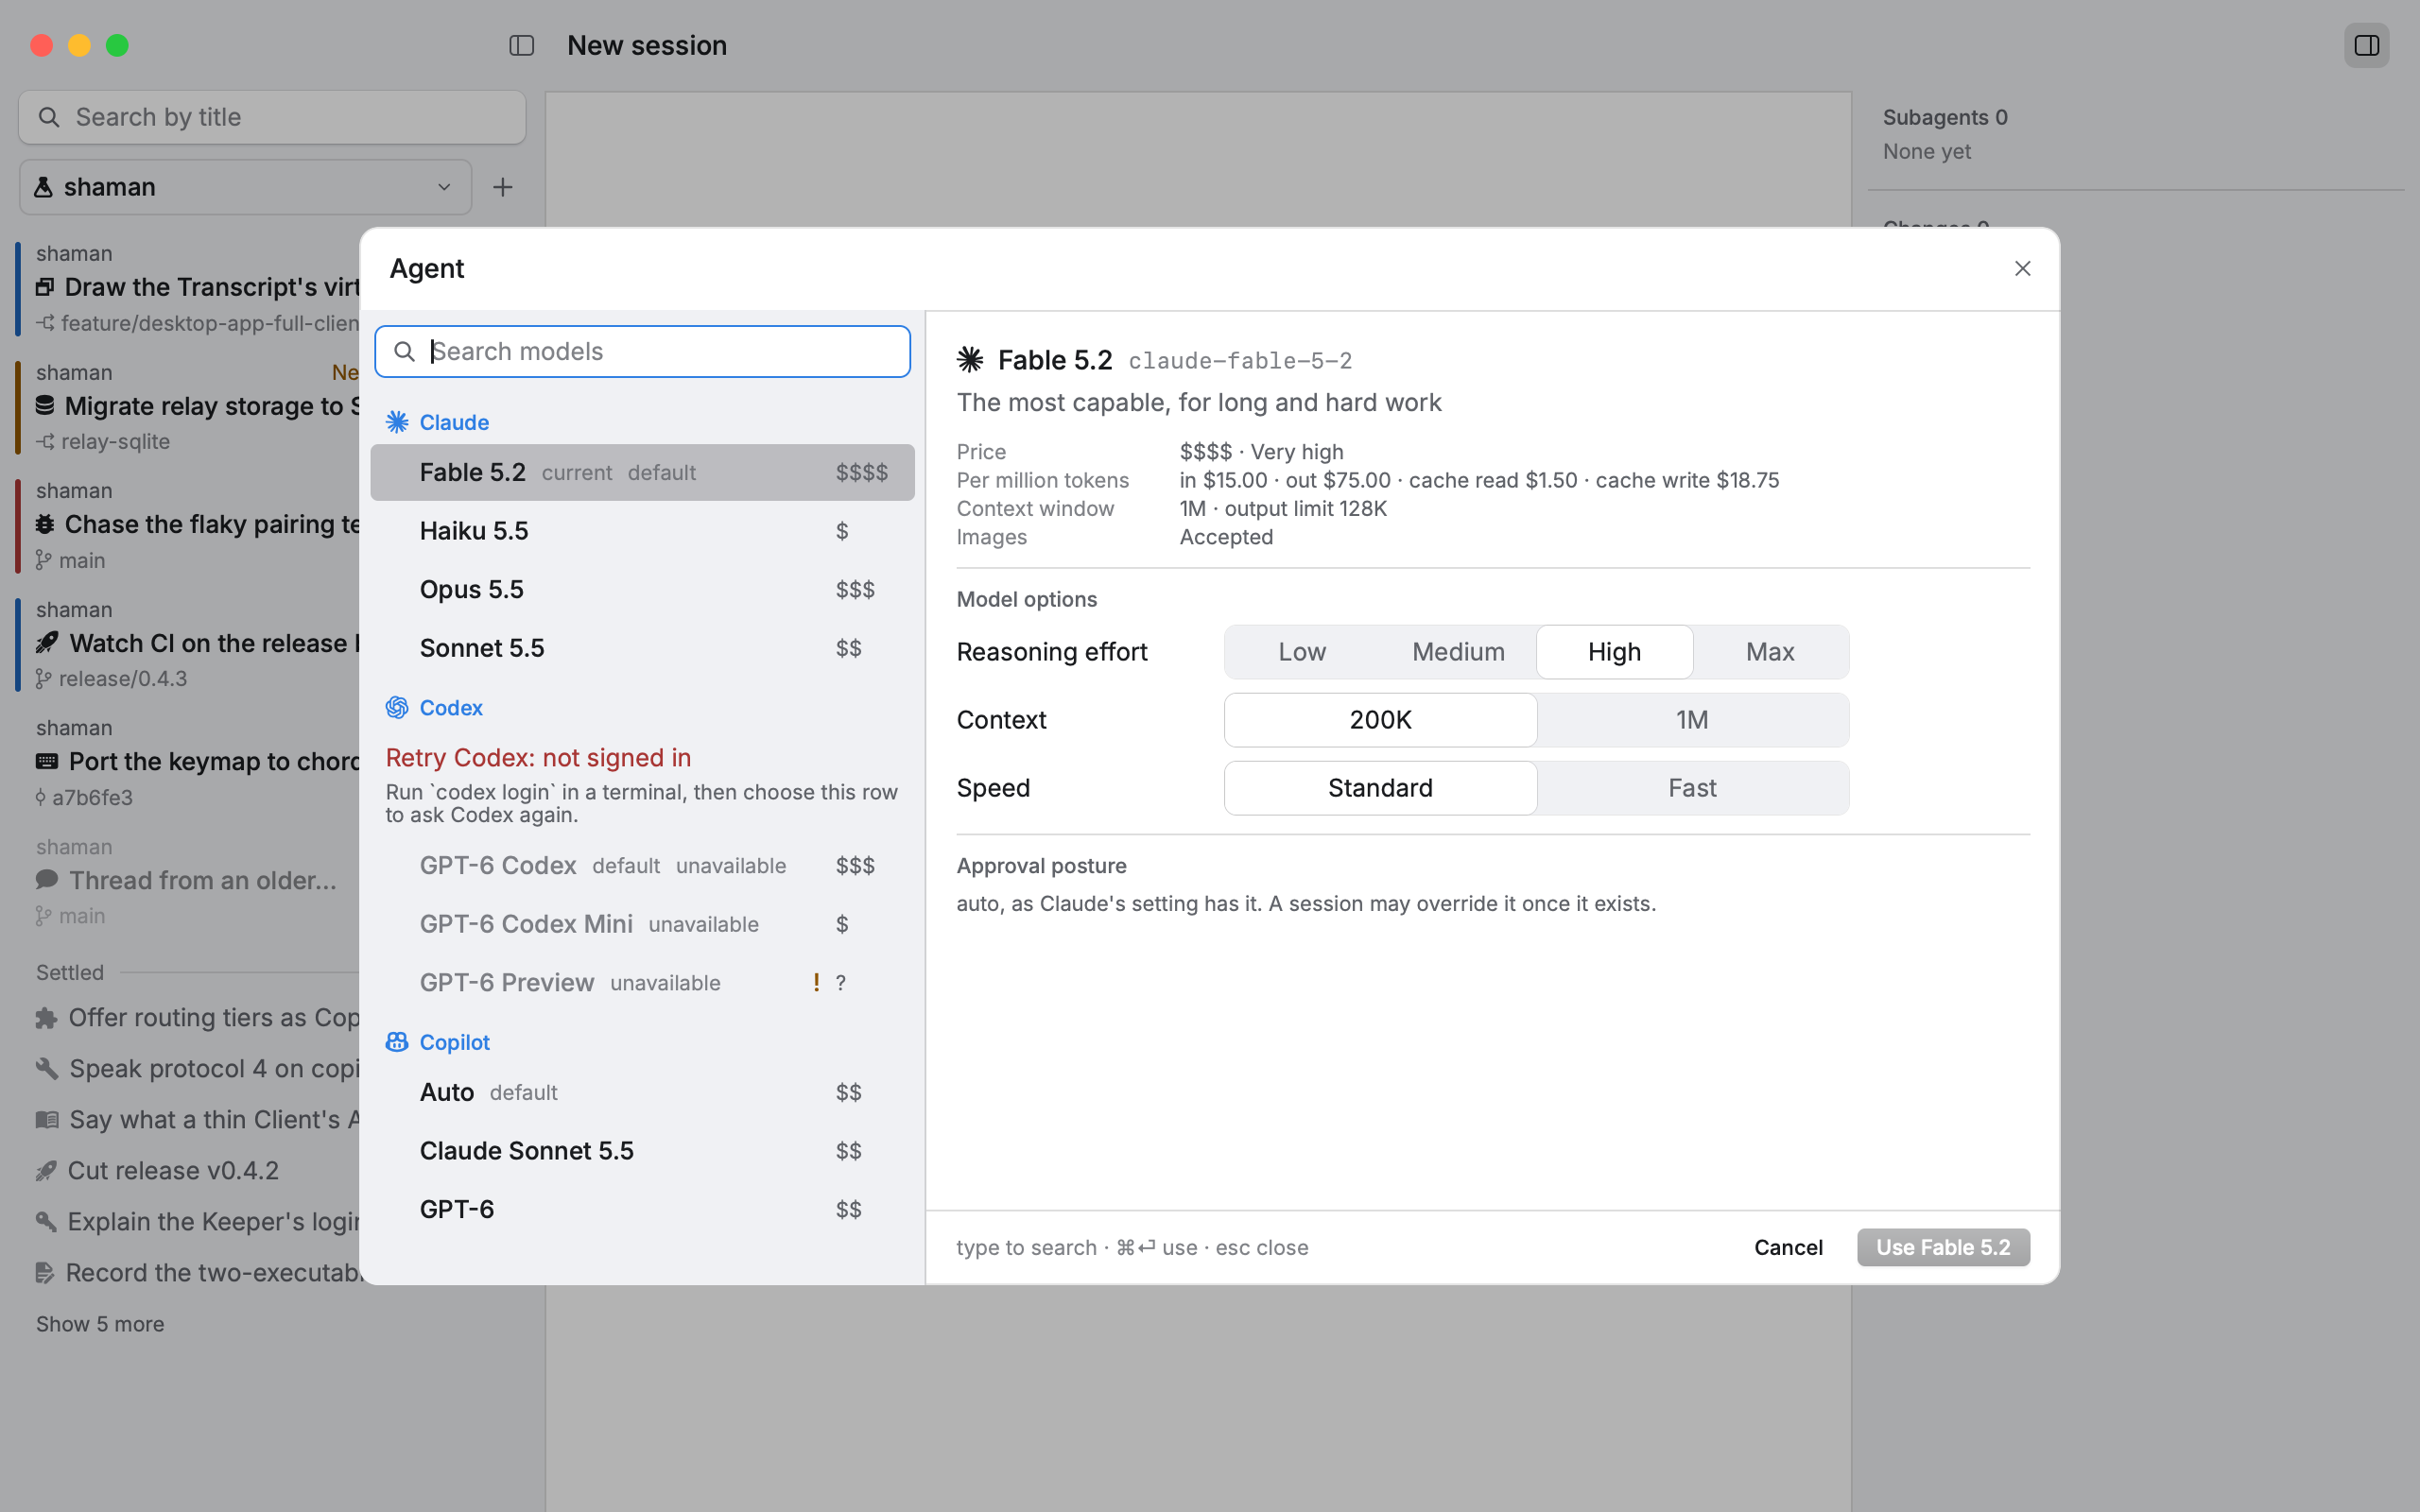 New session
Search by title
shaman
shaman
Draw the Transcript's virt
feature/desktop-app-full-clien
shaman Ne
Migrate relay storage to S
relay-sqlite
shaman
Chase the flaky pairing te
main
shaman
Watch CI on the release b
release/0.4.3
shaman
Port the keymap to chord
a7b6fe3
shaman
Thread from an older...
main
Settled
Offer routing tiers as Cop
Speak protocol 4 on copi
Say what a thin Client's A
Cut release v0.4.2
Explain the Keeper's login
Record the two-executabl
Show 5 more
Agent
Search models
Claude
Fable 5.2 current default $$$$
Haiku 5.5 $
Opus 5.5 $$$
Sonnet 5.5 $$
Codex
Retry Codex: not signed in
Run `codex login` in a terminal, then choose this row
to ask Codex again.
GPT-6 Codex default unavailable $$$
GPT-6 Codex Mini unavailable $
GPT-6 Preview unavailable ! ?
Copilot
Auto default $$
Claude Sonnet 5.5 $$
GPT-6 $$
Fable 5.2 claude-fable-5-2
The most capable, for long and hard work
Price $$$$ · Very high
Per million tokens in $15.00 · out $75.00 · cache read $1.50 · cache write $18.75
Context window 1M · output limit 128K
Images Accepted
Model options
Reasoning effort Low Medium High Max
Context 200K 1M
Speed Standard Fast
Approval posture
auto, as Claude's setting has it. A session may override it once it exists.
type to search · ⌘⏎ use · esc close
Cancel
Use Fable 5.2
Subagents 0
None yet
Changes 0